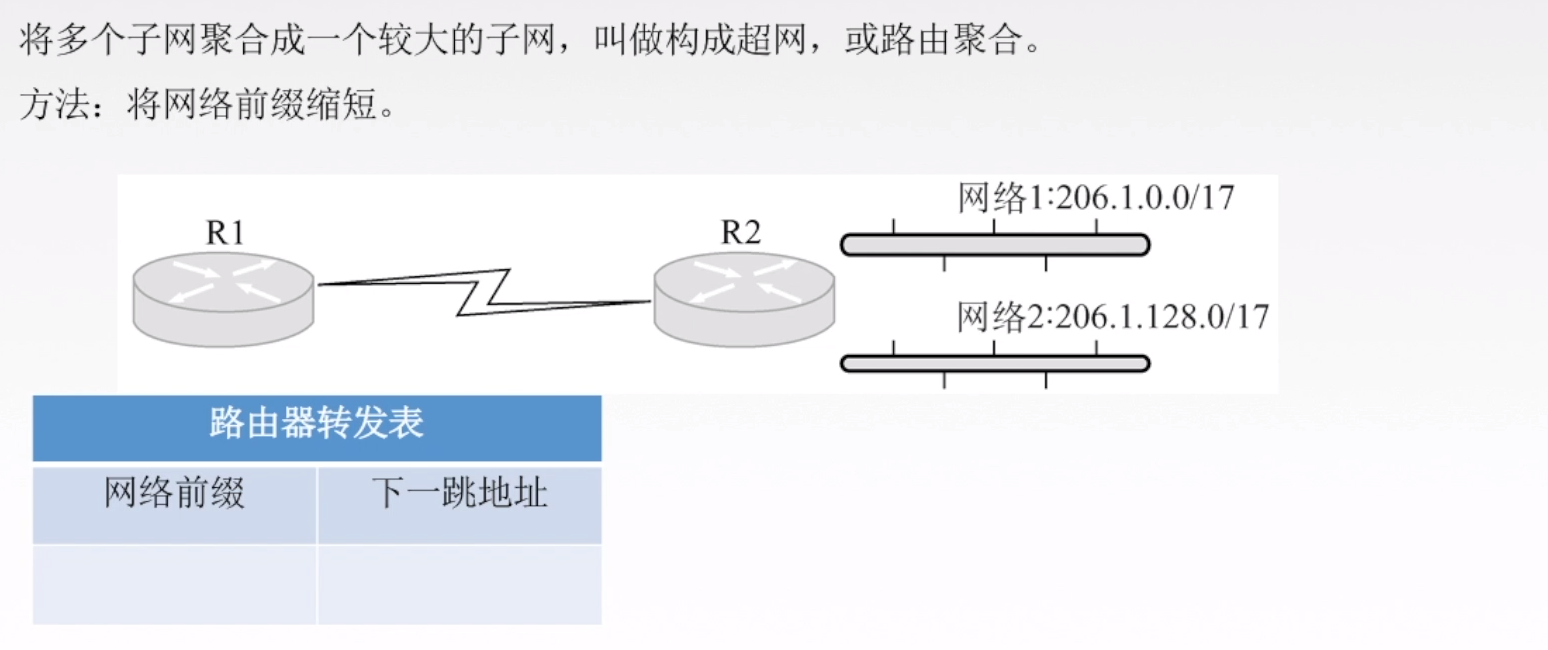 将多个子网聚合成一个较大的子网，叫做构成超网，或路由聚合。
方法：将网络前缀缩短。
网络1:206.1.0.0/17
R1
R2
网络2:206.1.128.0/17
路由器转发表
网络前缀
下一跳地址